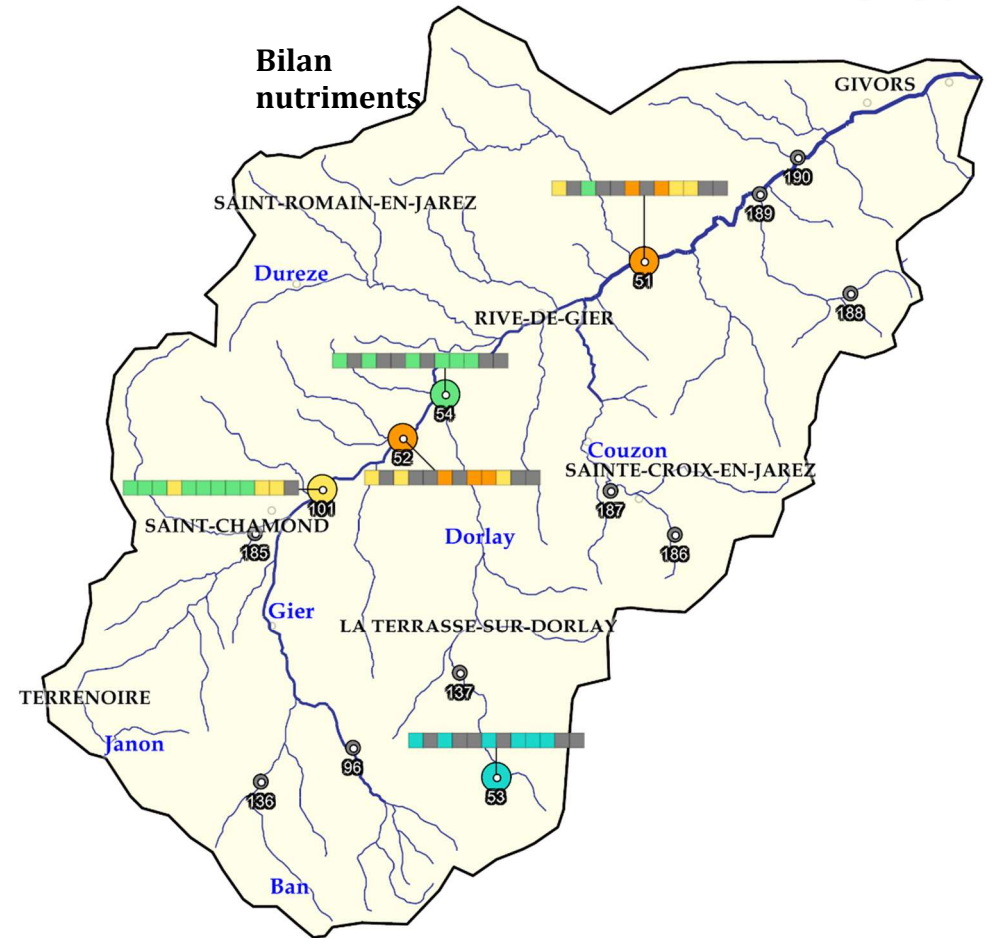 Bilan
nutriments
GIVORS
190
SAINT-ROMAIN-EN-JAREZ
189
Dureze
51
188
RIVE-DE-GIER
54
52
Couzon
SAINTE-CROIX-EN-JAREZ
101
187
SAINT-CHAMOND
Dorlay
185
186
Gier
LA TERRASSE-SUR-DORLAY
137
TERRENOIRE
Janon
96
136
53
Ban